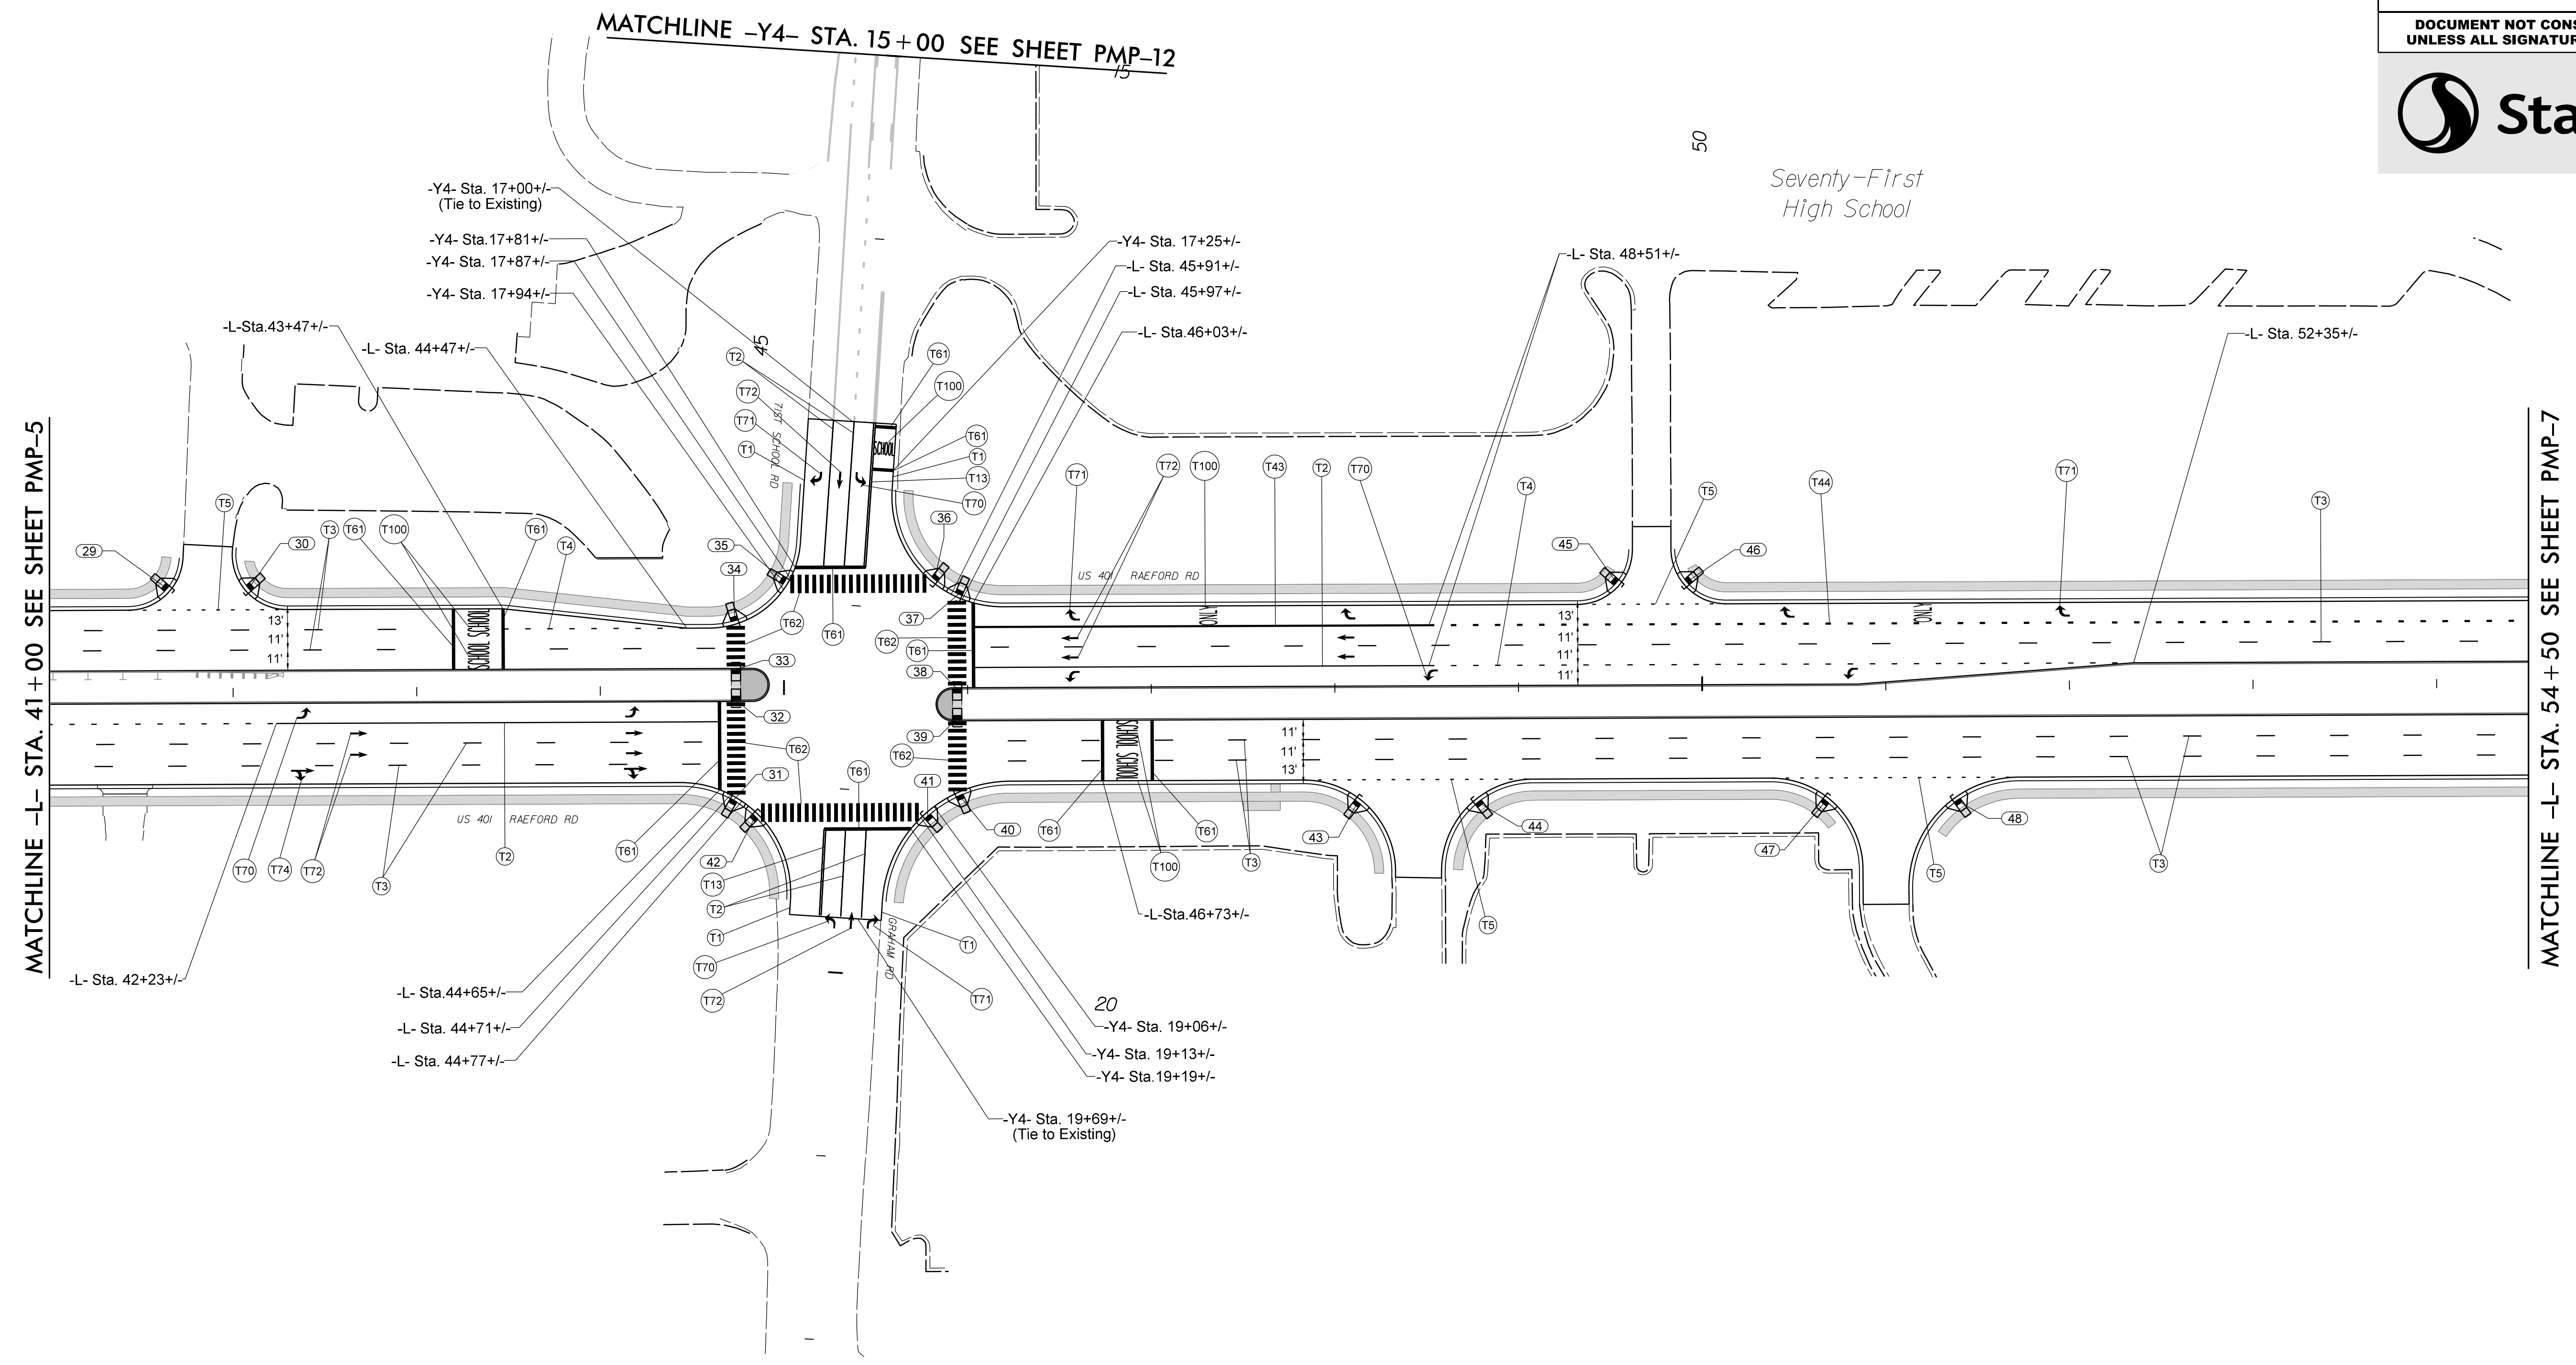 MATCHLINE –Y4– STA. 15+00 SEE SHEET PMP–12
15
DOCUMENT NOT
UNLESS ALL
50
Seventy-First
High School
-Y4- Sta. 17+00+/-
(Tie to Existing)
-Y4- Sta.17+81+/-
-Y4- Sta. 17+87+/-
-Y4- Sta. 17+94+/-
-L-Sta.43+47+/-
-L- Sta. 44+47+/-
-Y4- Sta. 17+25+/-
-L- Sta. 45+91+/-
-L- Sta. 45+97+/-
-L- Sta.46+03+/-
-L- Sta. 48+51+/-
-L- Sta. 52+35+/-
45
T2
T72
T71
T1
71ST SCHOOL RD
SCHOOL
T61
T100
T61
T1
T13
T70
MATCHLINE –L– STA. 41+00 SEE SHEET PMP–5
T5
T3
T61
T100
T61
T4
29
30
34
35
36
37
T71
T72
T100
T43
T2
T70
T4
T5
T44
T71
T3
45
46
US 401 RAEFORD RD
ONLY
ONLY
13'
11'
11'
SCHOOL SCHOOL
T62
T61
T62
T61
13'
11'
11'
11'
33
32
38
39
T62
T62
T61
31
41
SCHOOL SCHOOL
11'
11'
13'
US 401 RAEFORD RD
T70
T74
T72
T3
T2
T61
42
T13
T2
T1
T70
T72
GRAHAM RD
T1
T71
40
T61
T100
T61
T3
43
44
T5
47
48
T5
T3
MATCHLINE –L– STA. 54+50 SEE SHEET PMP–7
-L-Sta.46+73+/-
-L- Sta. 42+23+/-
-L- Sta.44+65+/-
-L- Sta. 44+71+/-
-L- Sta. 44+77+/-
20
-Y4- Sta. 19+06+/-
-Y4- Sta. 19+13+/-
-Y4- Sta.19+19+/-
-Y4- Sta. 19+69+/-
(Tie to Existing)